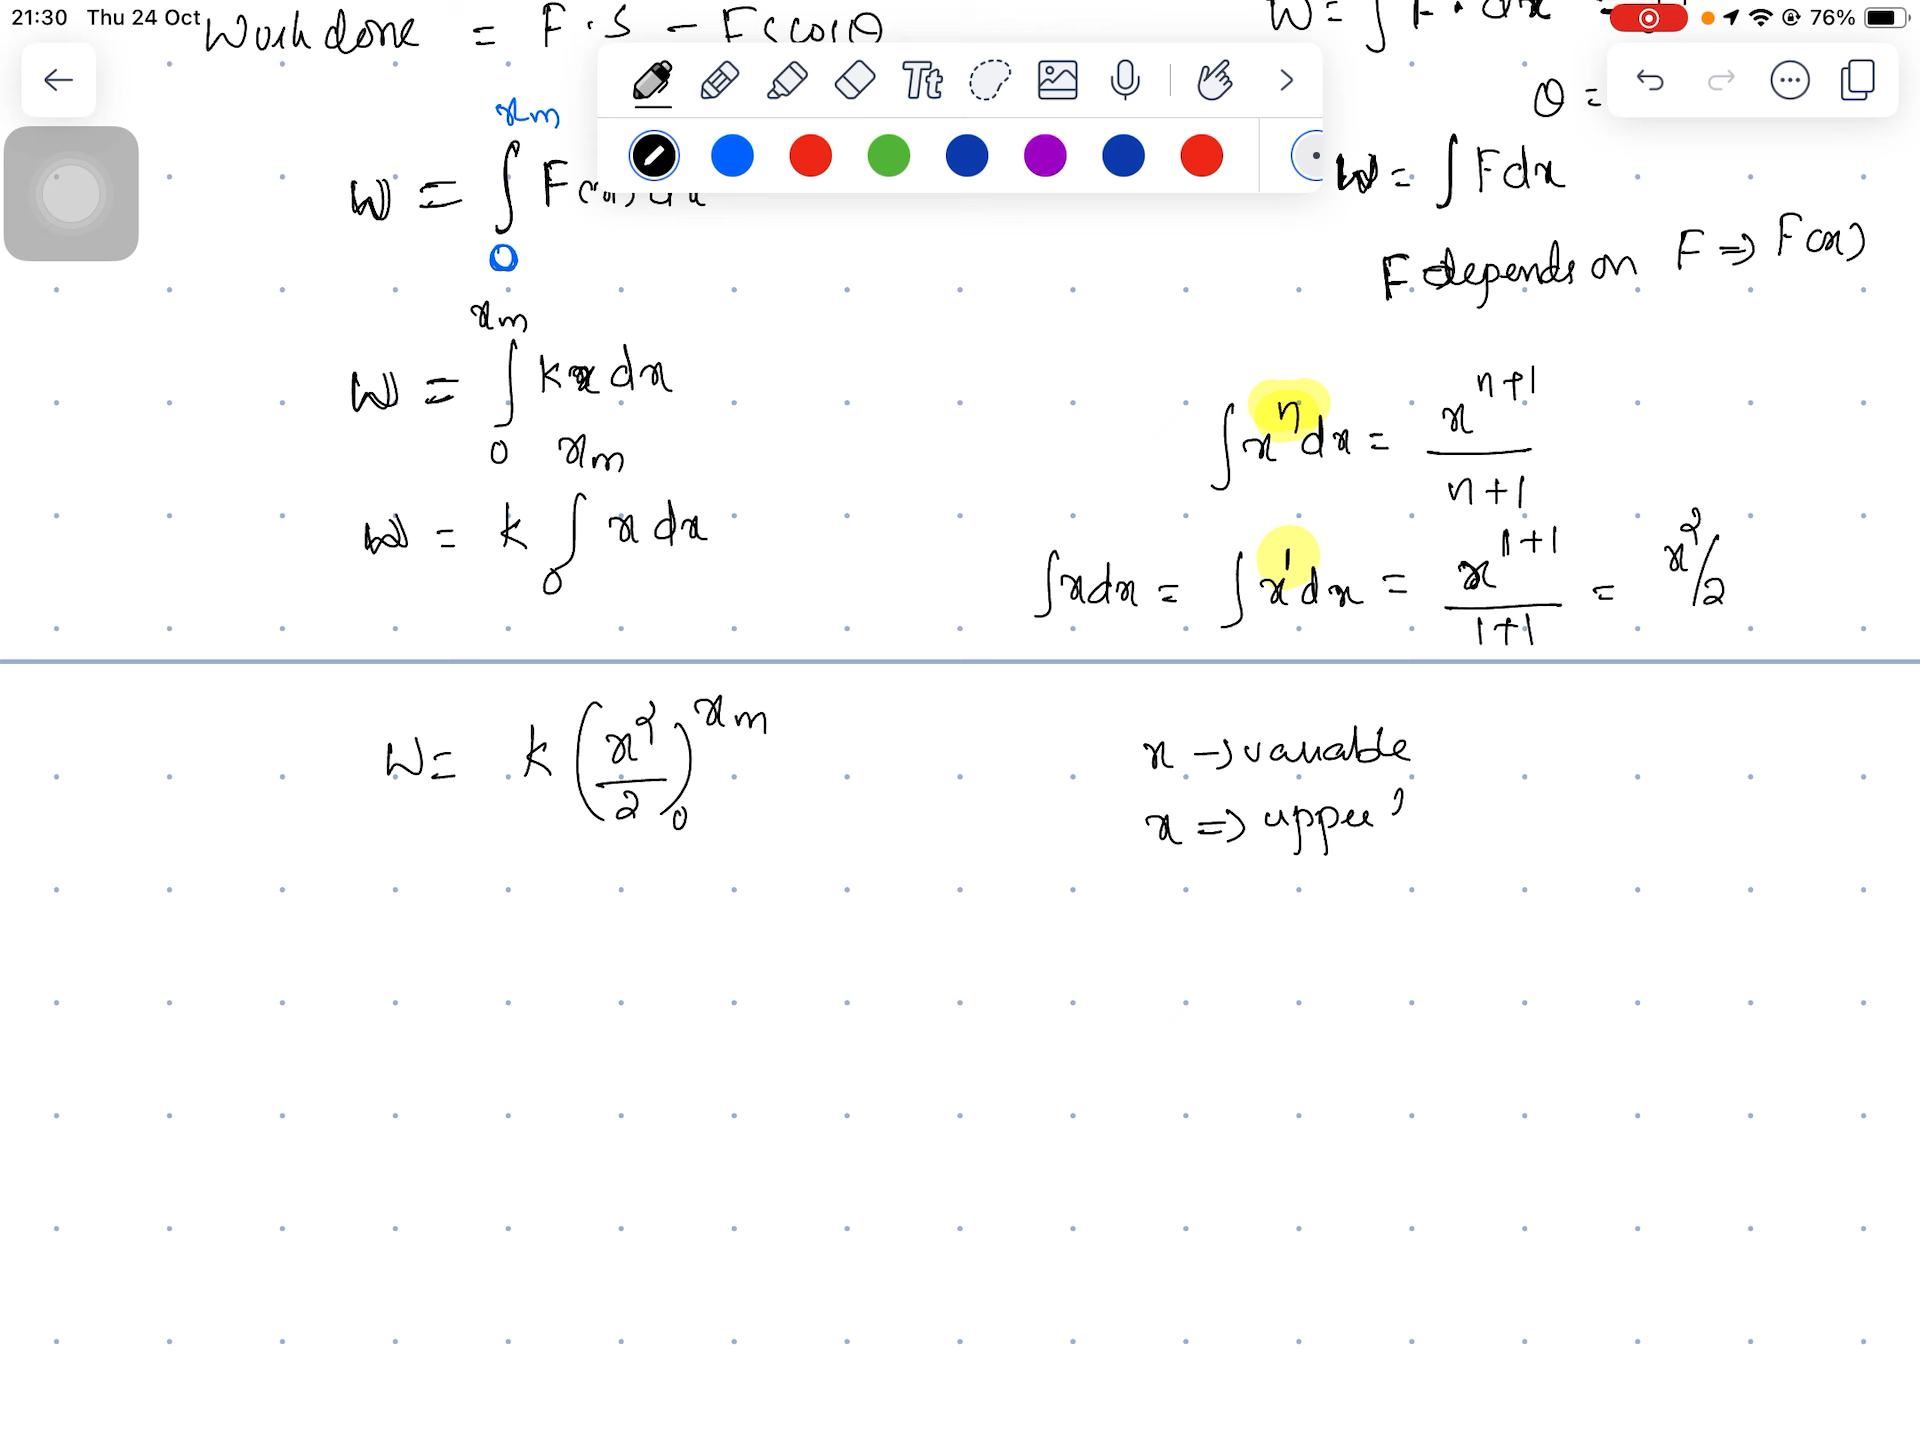 21:30 Thu 24 Oct
76%
Work done = F . S = F S cos θ
W = ∫ F . dx =
Tt
θ =
W = ∫₀^xm F(x) dx
W = ∫ F dx
F depends on F ⇒ F(x)
W = ∫₀^xm kx dx
∫ xⁿ dx = x^(n+1) / n+1
W = k ∫₀^xm x dx
∫ x dx = ∫ x¹ dx = x^(1+1) / 1+1 = x²/2
W = k (x²/2)₀^xm
x → variable
x ⇒ upper